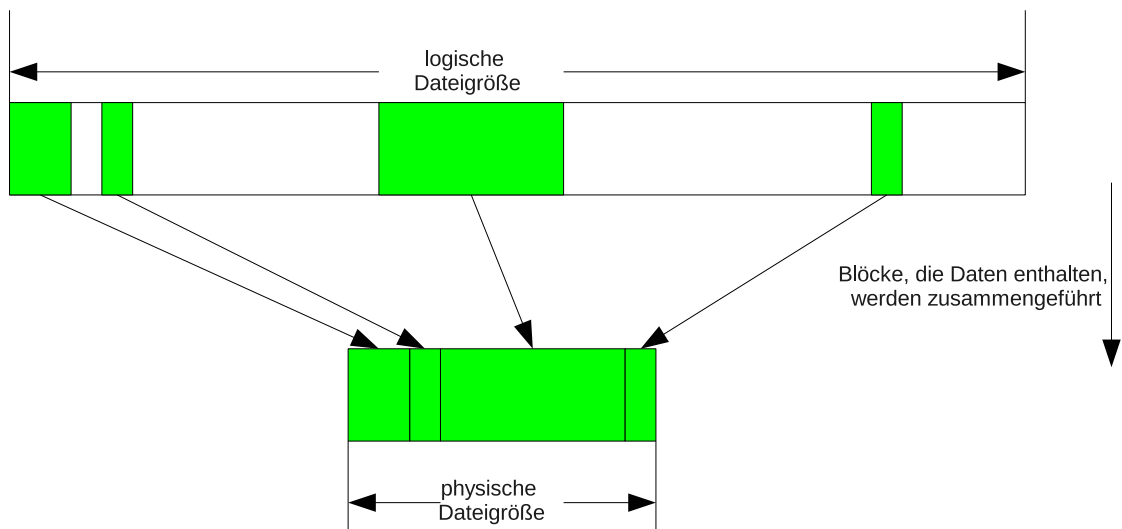 logische
Dateigröße
Blöcke, die Daten enthalten,
werden zusammengeführt
physische
Dateigröße